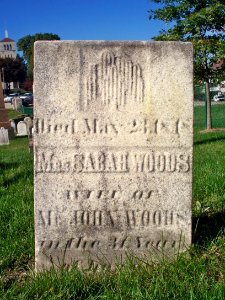 Died May 23, 18
Mrs SARAH WOODS
WIFE OF
Mr JOHN WOODS
in the 31 Year